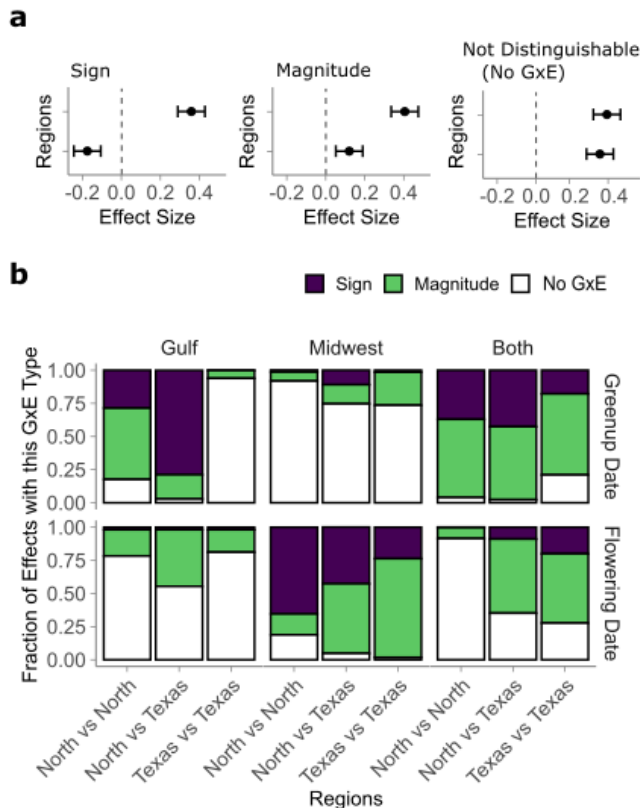 a
Sign
Magnitude
Not Distinguishable
(No GxE)
Regions
Regions
Regions
-0.2 0.0 0.2 0.4
-0.2 0.0 0.2 0.4
-0.2 0.0 0.2 0.4
Effect Size
Effect Size
Effect Size
b
Sign Magnitude No GxE
Gulf Midwest Both
Fraction of Effects with this GxE Type
1.00
0.75
0.50
0.25
0.00
Greenup Date
1.00
0.75
0.50
0.25
0.00
Flowering Date
North vs North
North vs Texas
Texas vs Texas
North vs North
North vs Texas
Texas vs Texas
North vs North
North vs Texas
Texas vs Texas
Regions